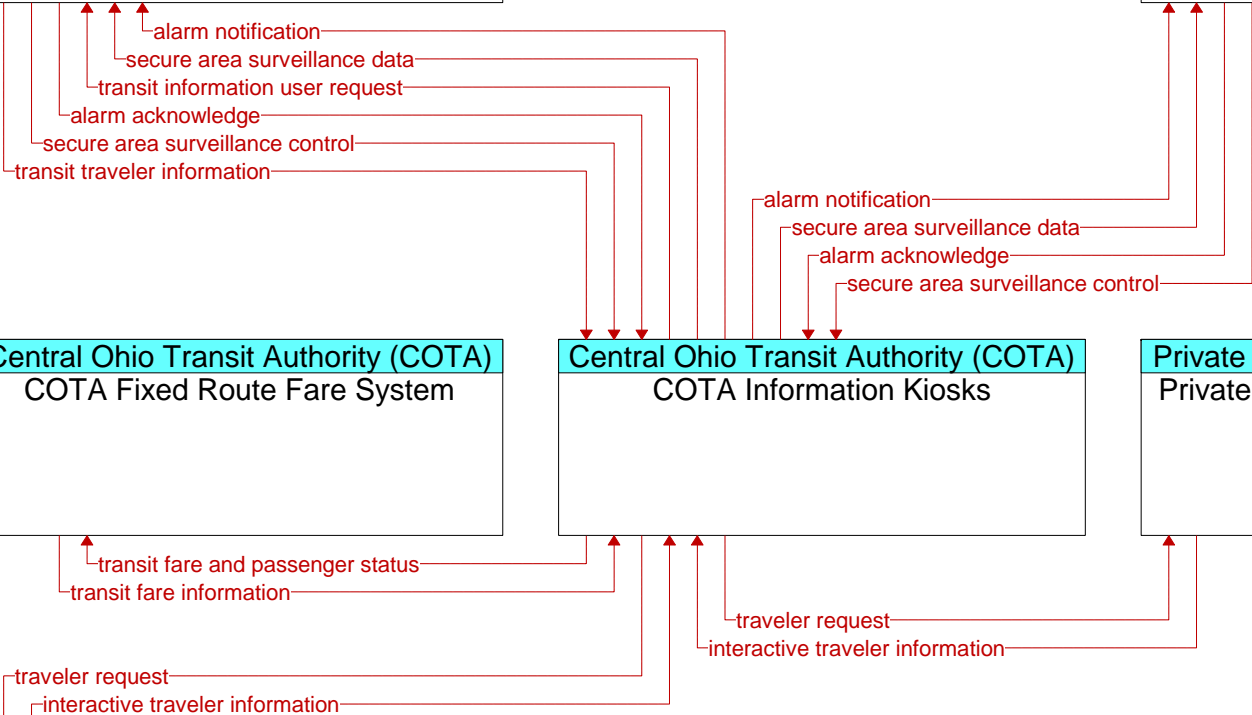 alarm notification
secure area surveillance data
transit information user request
alarm acknowledge
secure area surveillance control
transit traveler information
alarm notification
secure area surveillance data
alarm acknowledge
secure area surveillance control
Central Ohio Transit Authority (COTA)
COTA Fixed Route Fare System
Central Ohio Transit Authority (COTA)
COTA Information Kiosks
Private
Private
transit fare and passenger status
transit fare information
traveler request
interactive traveler information
traveler request
interactive traveler information